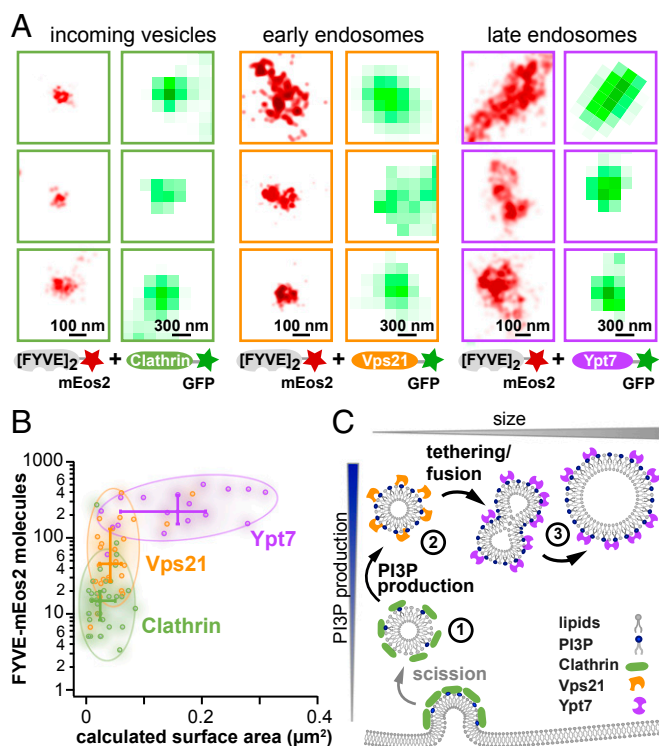 A
incoming vesicles early endosomes late endosomes
100 nm 300 nm 100 nm 300 nm 100 nm 300 nm
[FYVE]2 + Clathrin [FYVE]2 + Vps21 [FYVE]2 + Ypt7
mEos2 GFP mEos2 GFP mEos2 GFP
B
FYVE-mEos2 molecules
1000
6
4
2
100
6
4
2
10
6
4
2
1
Ypt7
Vps21
Clathrin
0 0.2 0.4
calculated surface area (µm²)
C
size
PI3P production
tethering/
fusion
2
3
PI3P
production
1
scission
lipids
PI3P
Clathrin
Vps21
Ypt7